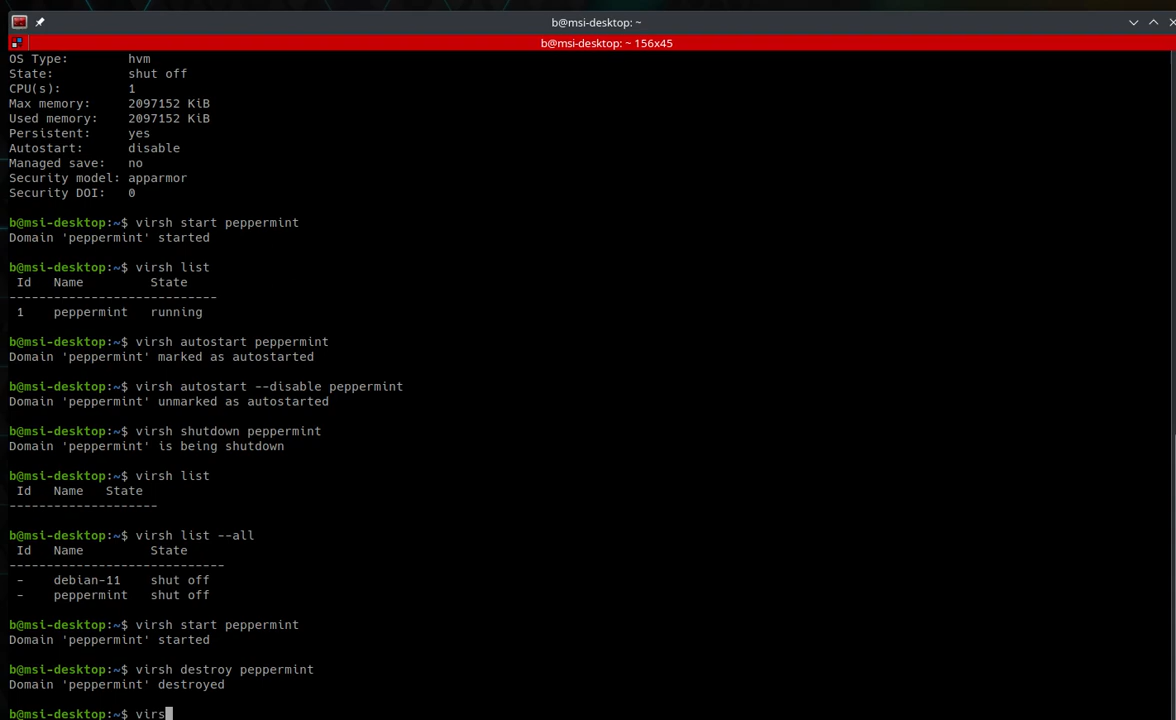 b@msi-desktop: ~
b@msi-desktop: ~ 156x45
OS Type:        hvm
State:          shut off
CPU(s):         1
Max memory:     2097152 KiB
Used memory:    2097152 KiB
Persistent:     yes
Autostart:      disable
Managed save:   no
Security model: apparmor
Security DOI:   0
b@msi-desktop:~$ virsh start peppermint
Domain 'peppermint' started
b@msi-desktop:~$ virsh list
 Id   Name         State
----------------------------
 1    peppermint   running
b@msi-desktop:~$ virsh autostart peppermint
Domain 'peppermint' marked as autostarted
b@msi-desktop:~$ virsh autostart --disable peppermint
Domain 'peppermint' unmarked as autostarted
b@msi-desktop:~$ virsh shutdown peppermint
Domain 'peppermint' is being shutdown
b@msi-desktop:~$ virsh list
 Id   Name   State
--------------------
b@msi-desktop:~$ virsh list --all
 Id   Name         State
-----------------------------
 -    debian-11    shut off
 -    peppermint   shut off
b@msi-desktop:~$ virsh start peppermint
Domain 'peppermint' started
b@msi-desktop:~$ virsh destroy peppermint
Domain 'peppermint' destroyed
b@msi-desktop:~$ virs